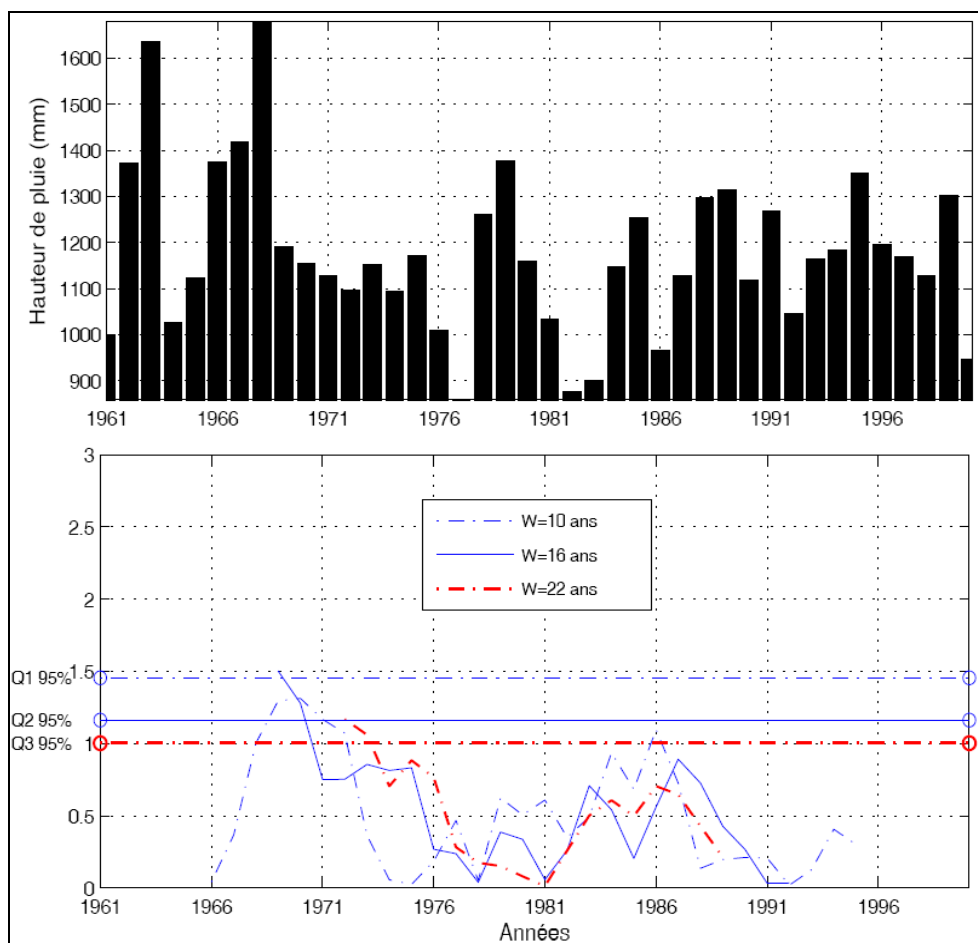 Hauteur de pluie (mm)
1600
1500
1400
1300
1200
1100
1000
900
1961 1966 1971 1976 1981 1986 1991 1996
3
2.5
2
1.5
1
0.5
0
Q1 95%
Q2 95%
Q3 95%
W=10 ans
W=16 ans
W=22 ans
1961 1966 1971 1976 1981 1986 1991 1996
Années